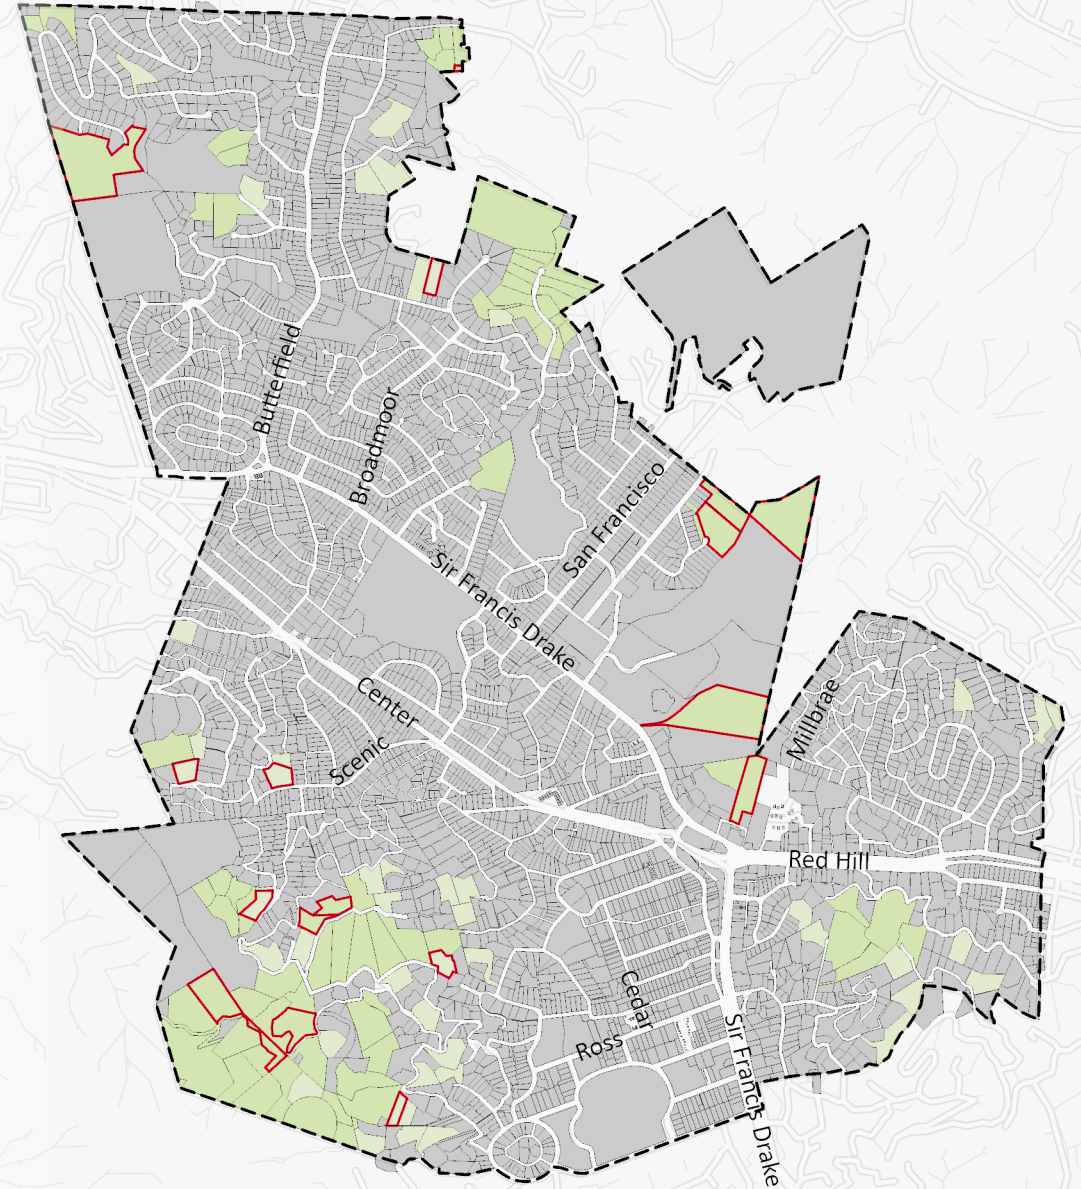 Butterfield
Broadmoor
San Francisco
Sir Francis Drake
Center
Scenic
Millbrae
Red Hill
Cedar
Ross
Sir Francis Drake